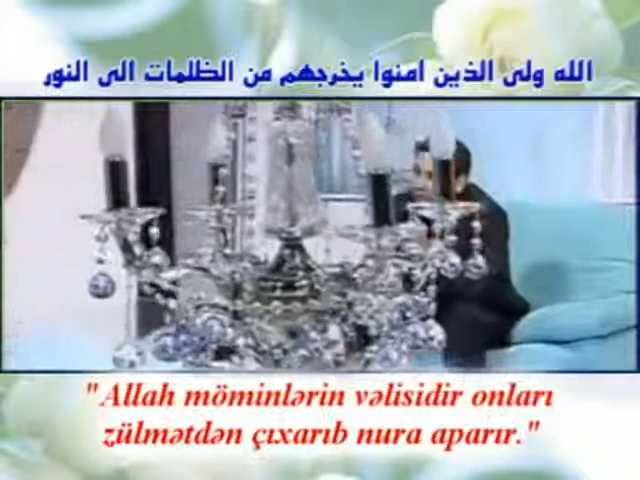 الله ولى الذين امنوا يخرجهم من الظلمات الى النور
"Allah möminlərin vəlisidir onları
zülmətdən çıxarıb nura aparır."